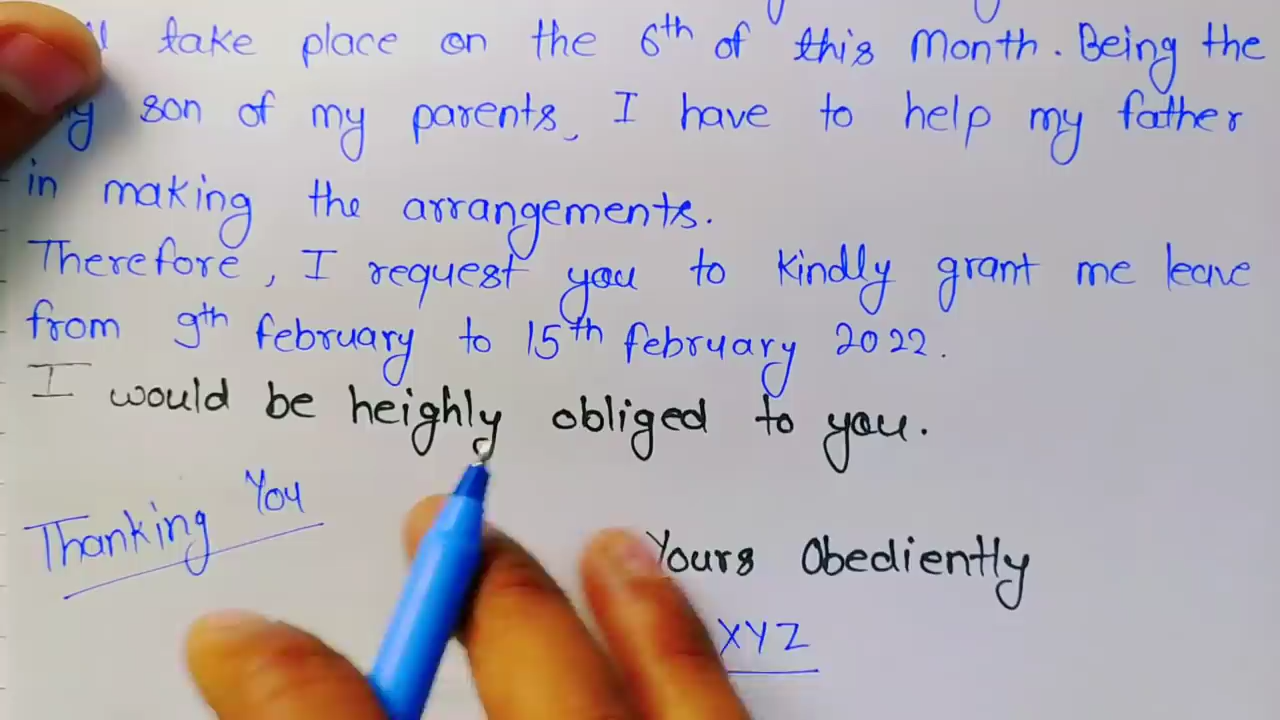 take place on the 6th of this Month. Being the
son of my parents, I have to help my father
in making the arrangements.
Therefore, I request you to kindly grant me leave
from 9th february to 15th february 2022.
I would be heighly obliged to you.
Thanking You
Yours Obediently
XYZ